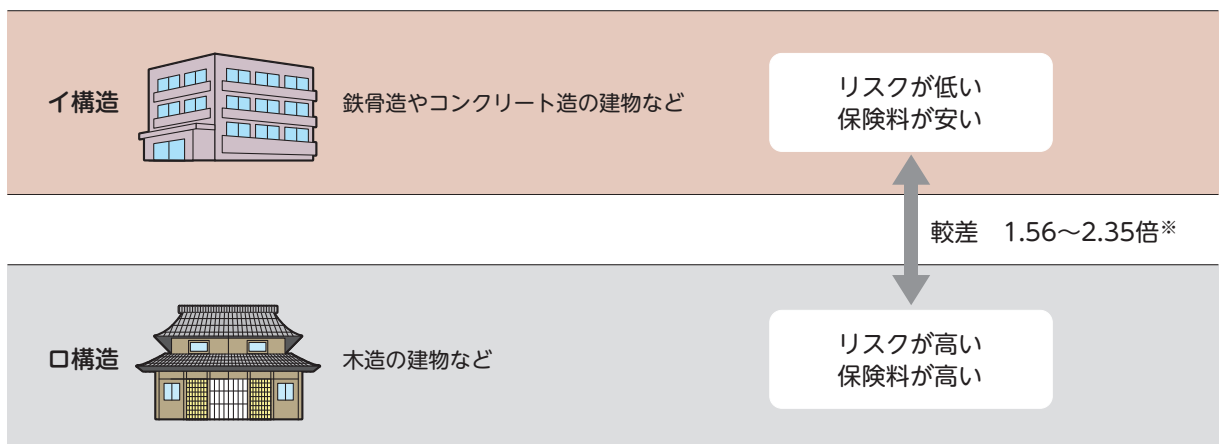 イ構造
鉄骨造やコンクリート造の建物など
リスクが低い
保険料が安い
較差　1.56〜2.35倍※
ロ構造
木造の建物など
リスクが高い
保険料が高い